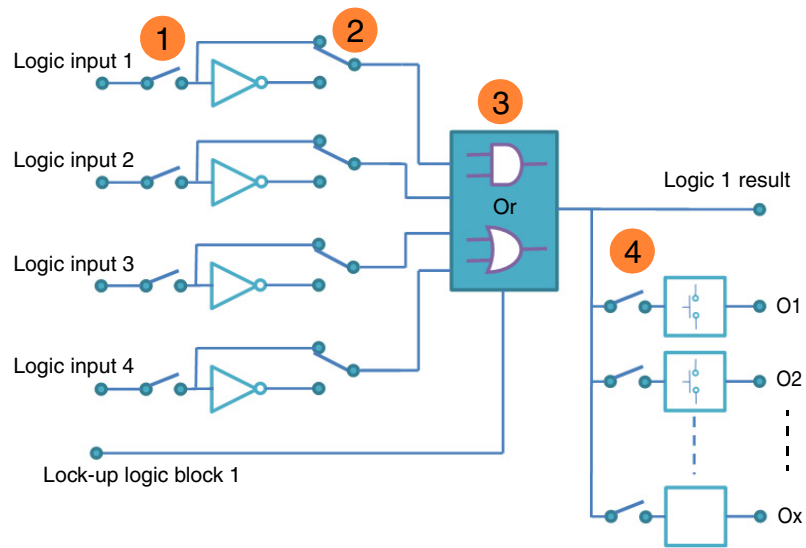 1
2
Logic input 1
3
Logic input 2
Or
Logic 1 result
Logic input 3
4
O1
Logic input 4
O2
Lock-up logic block 1
Ox